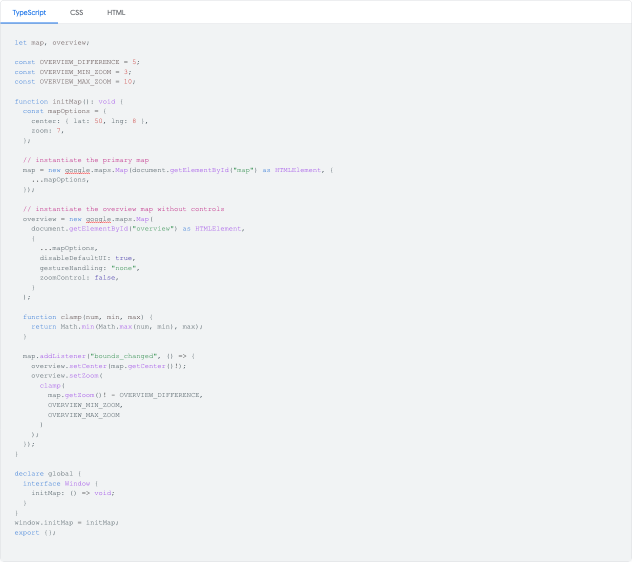 TypeScript CSS HTML
let map, overview;
const OVERVIEW_DIFFERENCE = 5;
const OVERVIEW_MIN_ZOOM = 3;
const OVERVIEW_MAX_ZOOM = 10;
function initMap(): void {
const mapOptions = {
center: { lat: 50, lng: 8 },
zoom: 7,
};
// instantiate the primary map
map = new google.maps.Map(document.getElementById("map") as HTMLElement, {
...mapOptions,
});
// instantiate the overview map without controls
overview = new google.maps.Map(
document.getElementById("overview") as HTMLElement,
{
...mapOptions,
disableDefaultUI: true,
gestureHandling: "none",
zoomControl: false,
}
);
function clamp(num, min, max) {
return Math.min(Math.max(num, min), max);
}
map.addListener("bounds_changed", () => {
overview.setCenter(map.getCenter()!);
overview.setZoom(
clamp(
map.getZoom()! - OVERVIEW_DIFFERENCE,
OVERVIEW_MIN_ZOOM,
OVERVIEW_MAX_ZOOM
)
);
});
}
declare global {
interface Window {
initMap: () => void;
}
}
window.initMap = initMap;
export {};